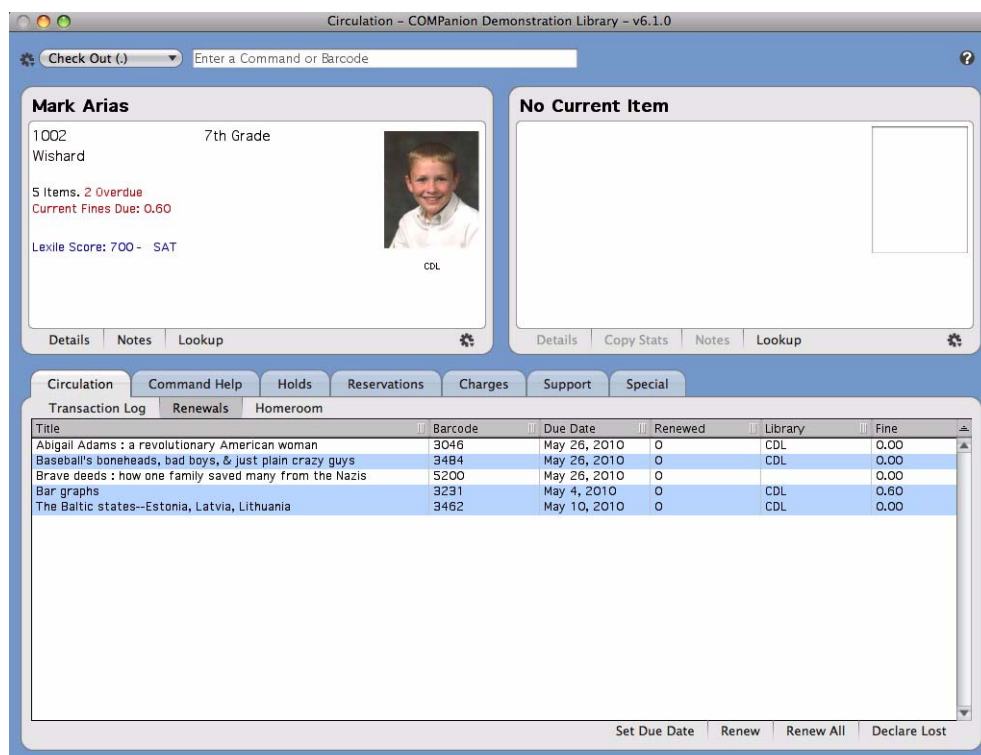 Circulation – COMPanion Demonstration Library – v6.1.0
Check Out (.) Enter a Command or Barcode
Mark Arias
1002 7th Grade
Wishard
5 Items. 2 Overdue
Current Fines Due: 0.60
Lexile Score: 700 - SAT
CDL
Details Notes Lookup
No Current Item
Details Copy Stats Notes Lookup
Circulation Command Help Holds Reservations Charges Support Special
Transaction Log Renewals Homeroom
Title Barcode Due Date Renewed Library Fine
Abigail Adams : a revolutionary American woman 3046 May 26, 2010 0 CDL 0.00
Baseball's boneheads, bad boys, & just plain crazy guys 3484 May 26, 2010 0 CDL 0.00
Brave deeds : how one family saved many from the Nazis 5200 May 26, 2010 0 0.00
Bar graphs 3231 May 4, 2010 0 CDL 0.60
The Baltic states--Estonia, Latvia, Lithuania 3462 May 10, 2010 0 CDL 0.00
Set Due Date Renew Renew All Declare Lost